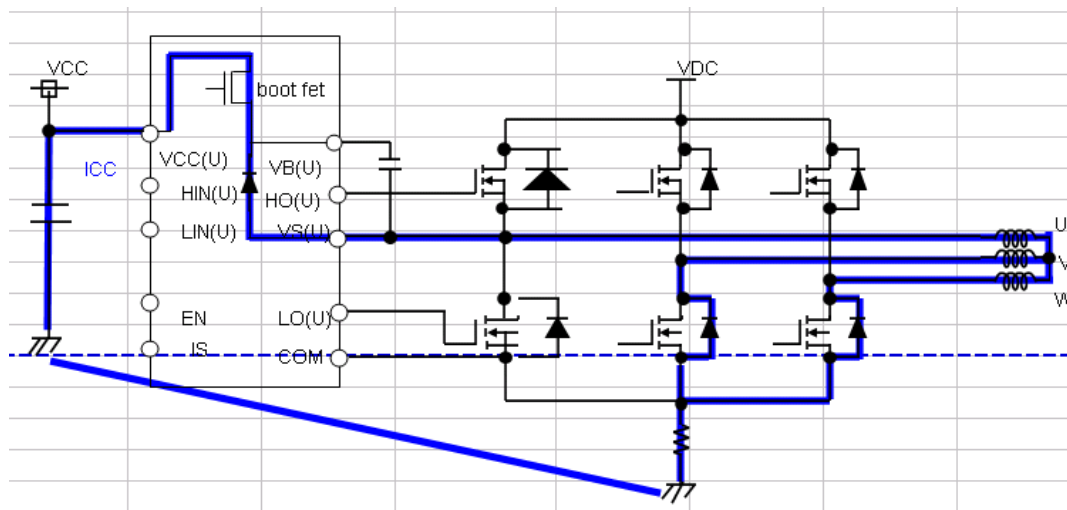 VCC
boot fet
VDC
ICC
VCC(U)
VB(U)
HIN(U)
HO(U)
LIN(U)
VS(U)
U
V
W
EN
LO(U)
IS
COM